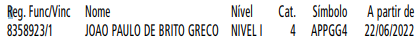 Reg. Func/Vinc Nome Nível Cat. Símbolo A partir de
8358923/1 JOAO PAULO DE BRITO GRECO NIVEL I 4 APPGG4 22/06/2022